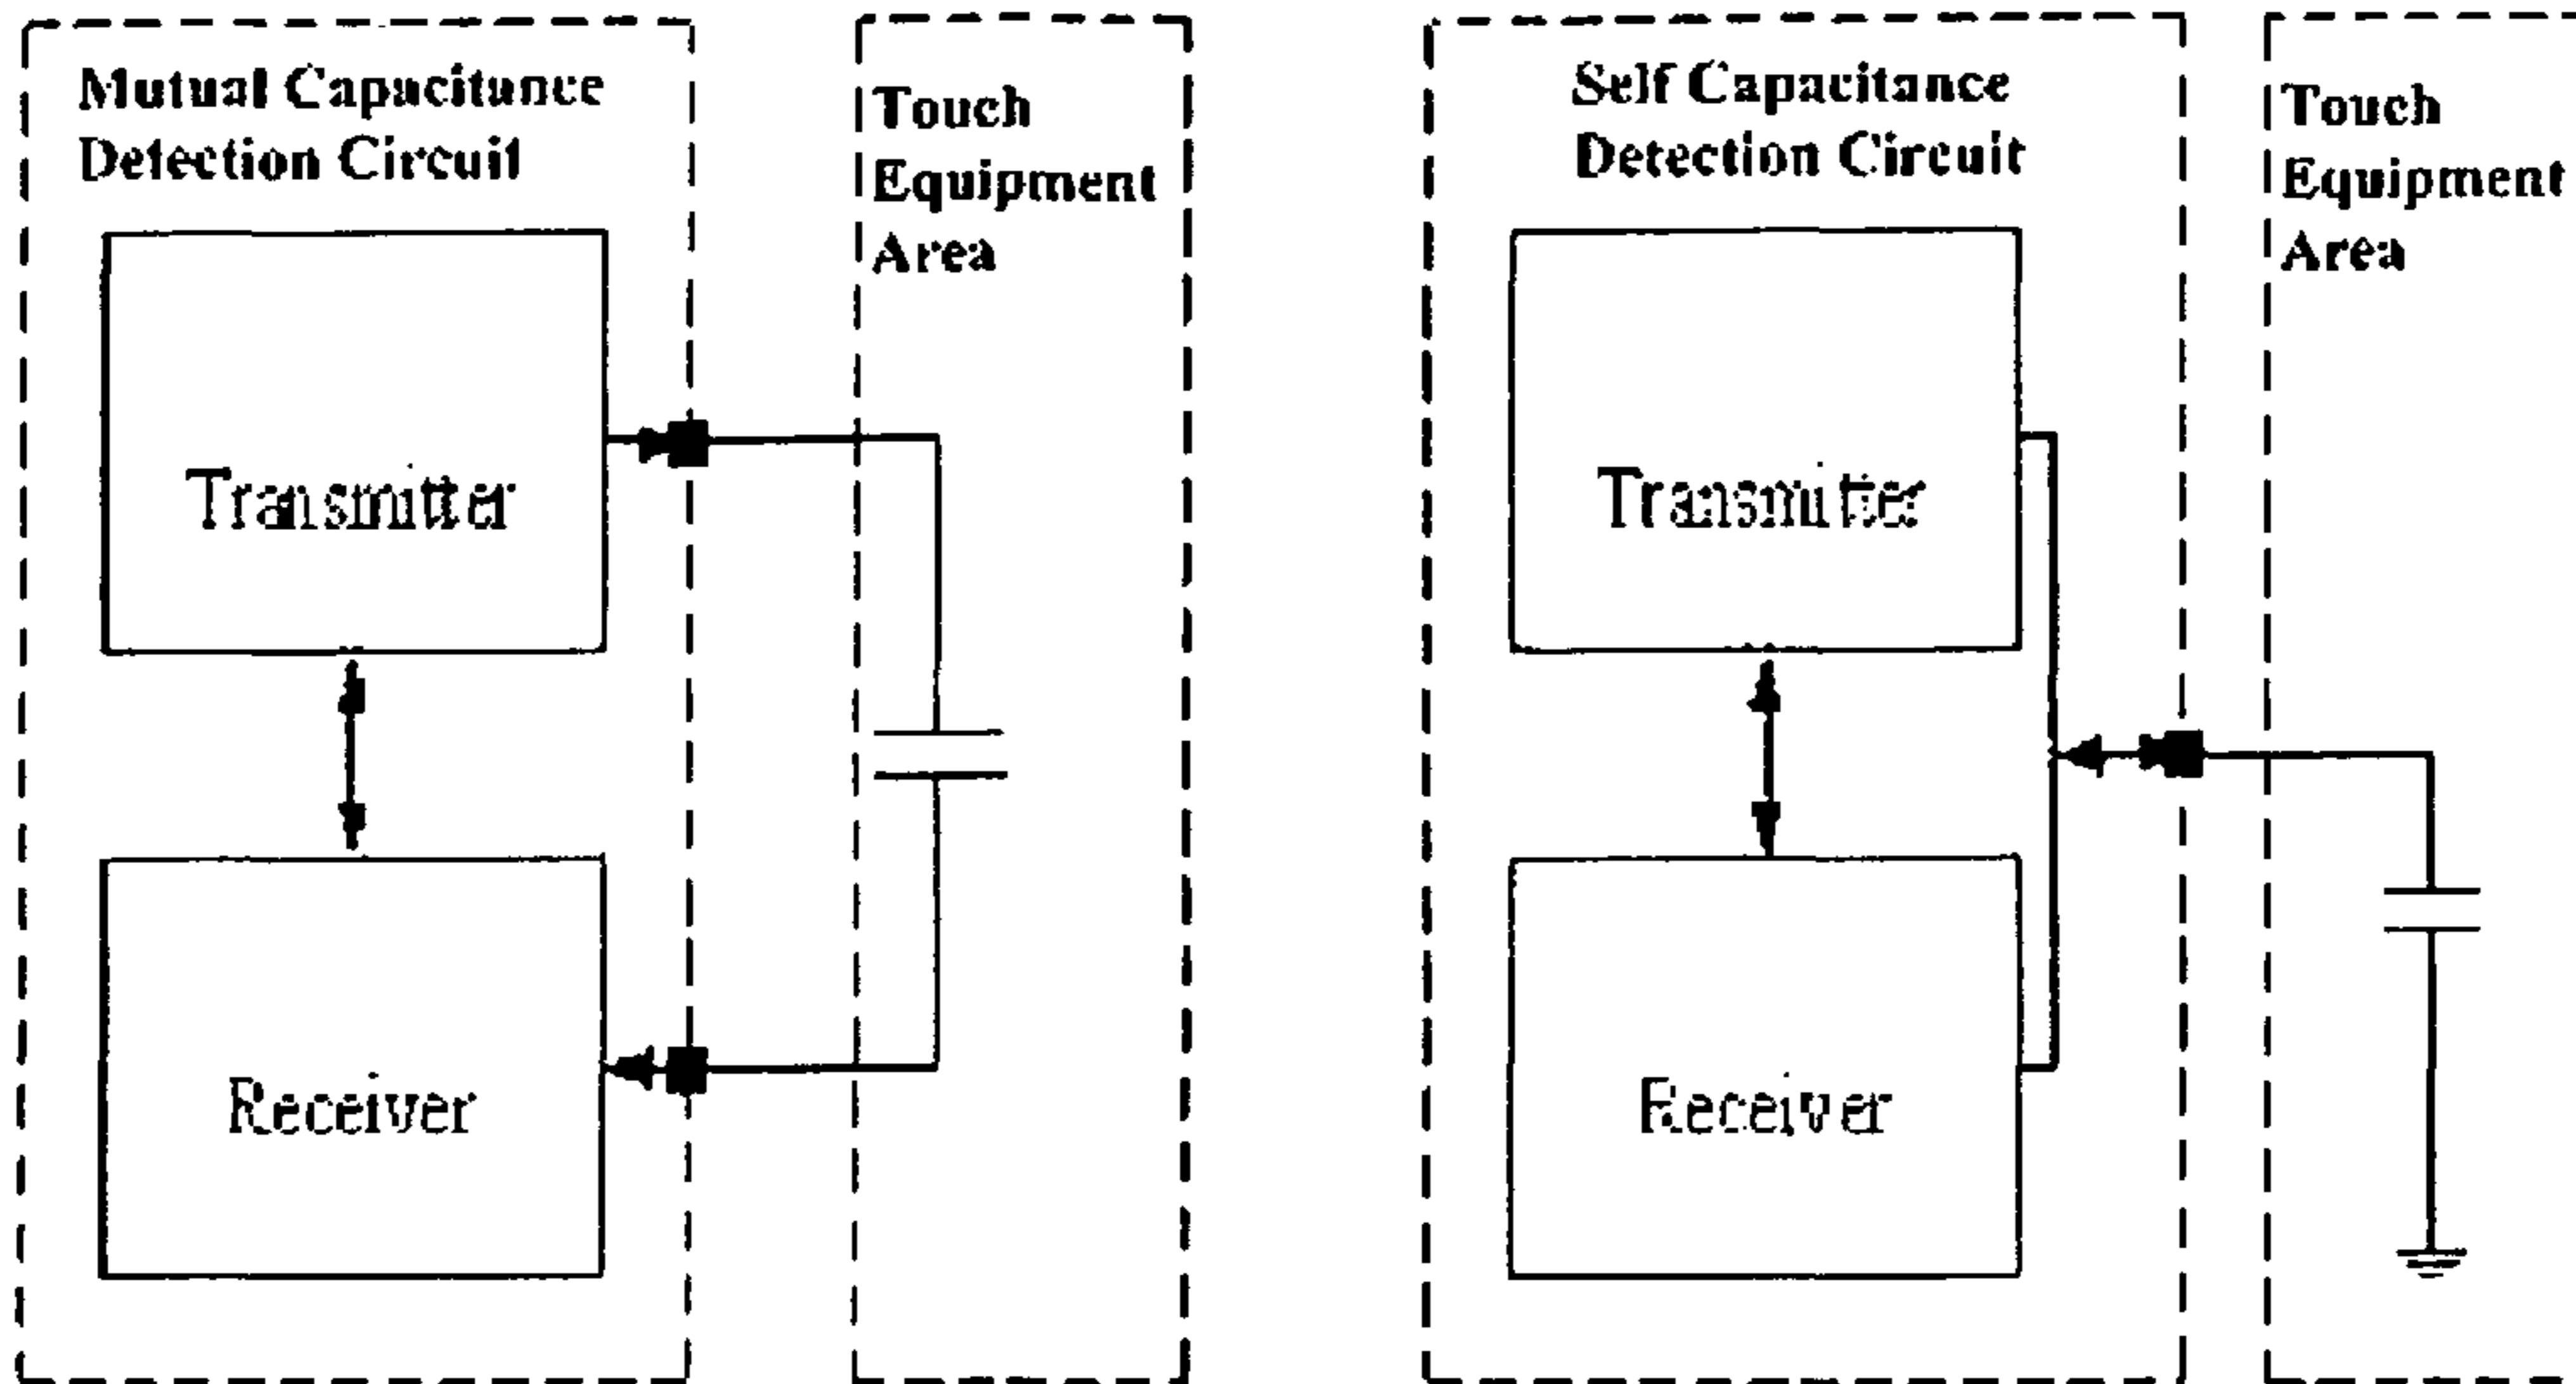 Mutual Capacitance
Detection Circuit
Touch
Equipment
Area
Transmitter
Receiver
Self Capacitance
Detection Circuit
Touch
Equipment
Area
Transmitter
Receiver